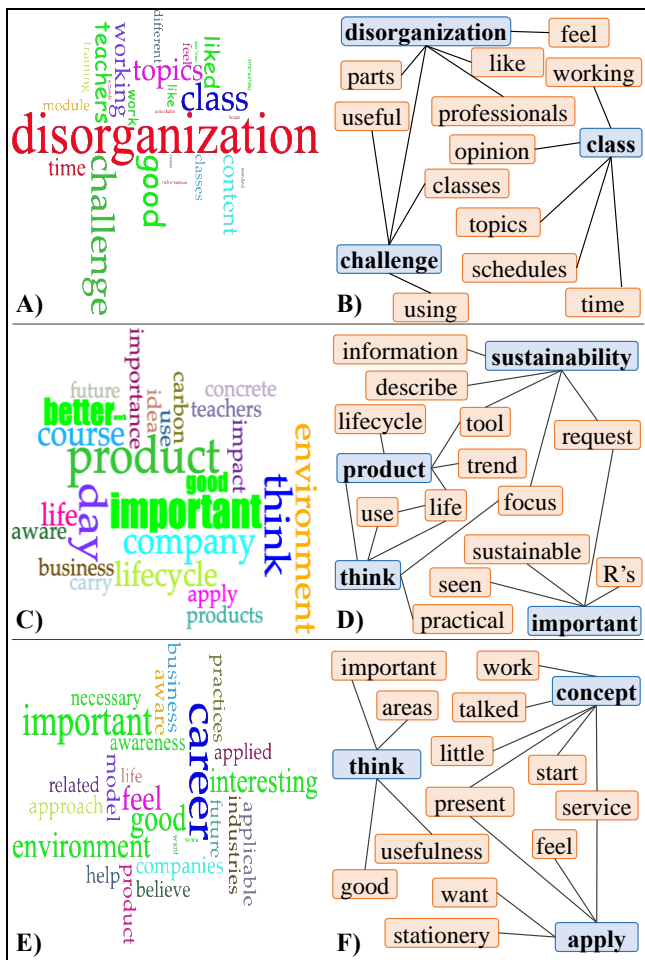 different
feel
training
teachers
working
work
topics
liked
like
class
module
disorganization
time
challenge
good
classes
content
A)
disorganization
feel
parts
like
working
useful
professionals
opinion
class
classes
topics
challenge
schedules
using
time
B)
importance
future
idea
use
carbon
concrete
better
teachers
course
impact
product
good
environment
think
day
important
life
aware
company
business
carry
lifecycle
apply
products
C)
information
sustainability
describe
lifecycle
tool
request
product
trend
use
life
focus
sustainable
think
seen
R's
practical
important
D)
business
practices
necessary
aware
important
career
awareness
applied
model
related
life
interesting
approach
feel
good
future
industries
applicable
environment
want
work
companies
help
product
believe
E)
important
work
concept
areas
talked
think
little
start
present
service
usefulness
feel
good
want
stationery
apply
F)